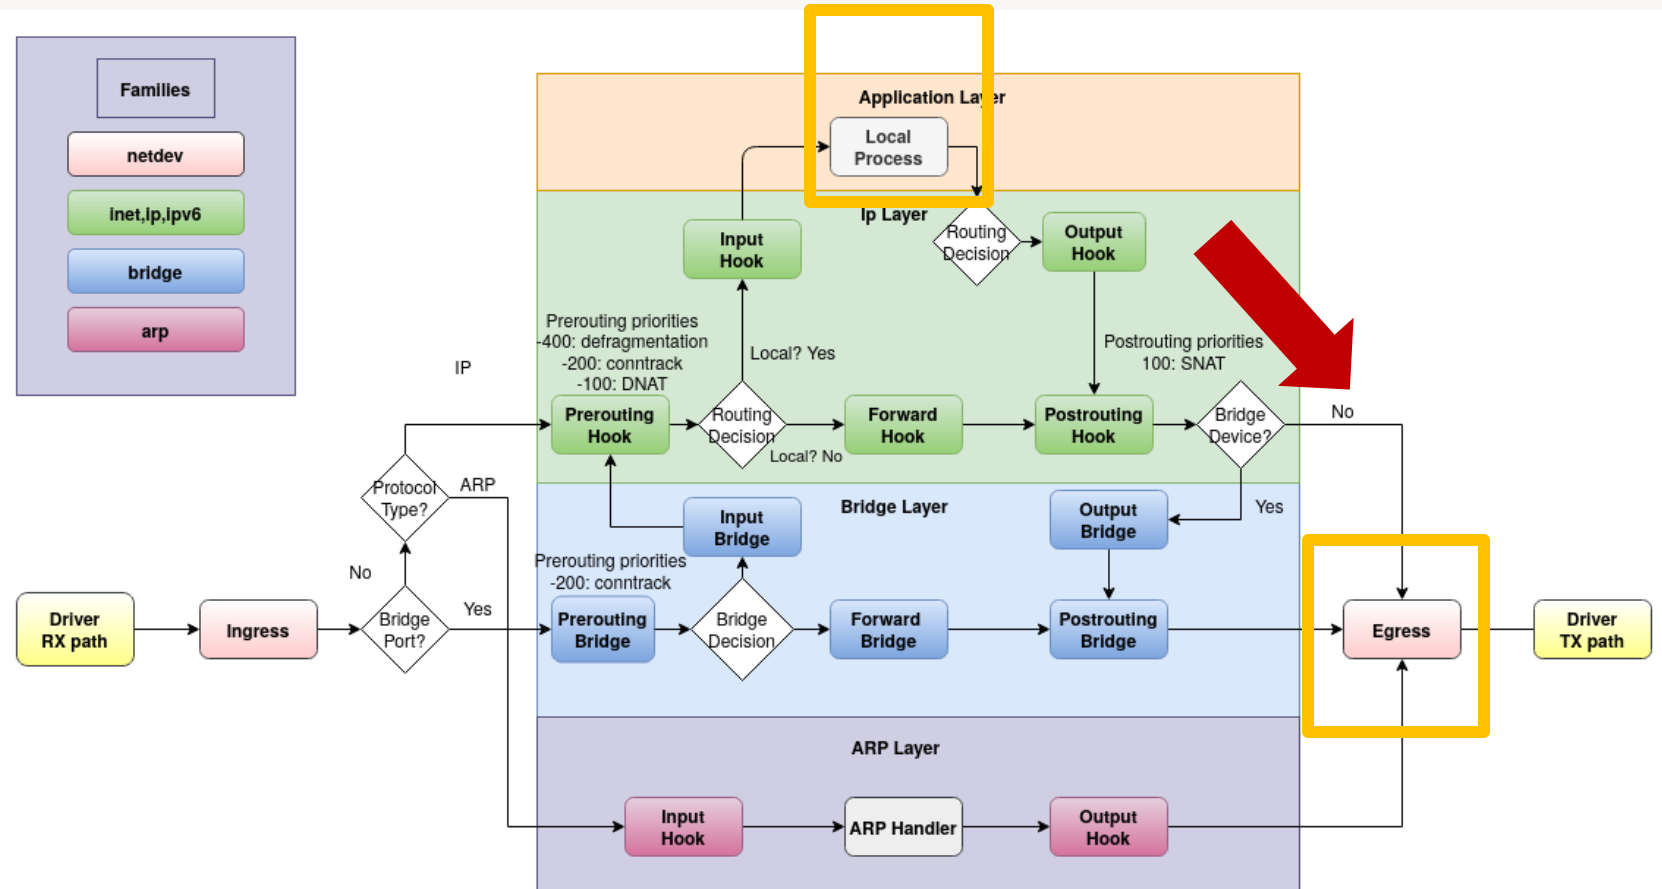 Families
netdev
inet,ip,ipv6
bridge
arp
Application Layer
Local
Process
Ip Layer
Input
Hook
Routing
Decision
Output
Hook
Prerouting priorities
-400: defragmentation
-200: conntrack
-100: DNAT
Local? Yes
Postrouting priorities
100: SNAT
IP
Prerouting
Hook
Routing
Decision
Local? No
Forward
Hook
Postrouting
Hook
Bridge
Device?
No
Yes
Protocol
Type?
ARP
Bridge Layer
Input
Bridge
Output
Bridge
Prerouting priorities
-200: conntrack
No
Driver
RX path
Ingress
Bridge
Port?
Yes
Prerouting
Bridge
Bridge
Decision
Forward
Bridge
Postrouting
Bridge
Egress
Driver
TX path
ARP Layer
Input
Hook
ARP Handler
Output
Hook